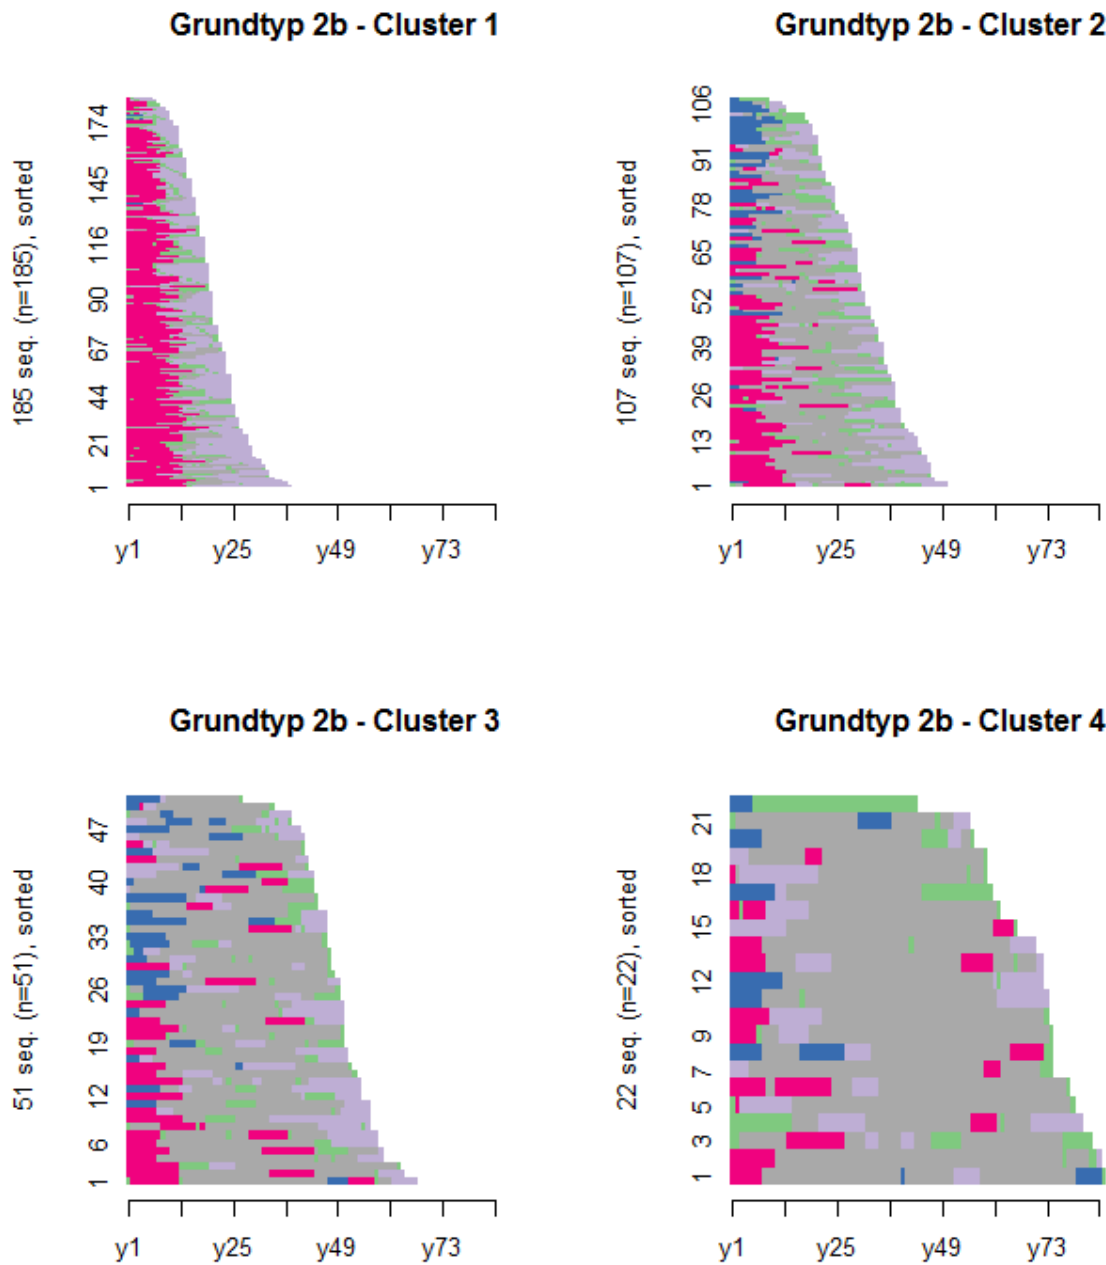 Grundtyp 2b - Cluster 1
185 seq. (n=185), sorted
174
145
116
90
67
44
21
1
y1 y25 y49 y73
Grundtyp 2b - Cluster 2
107 seq. (n=107), sorted
106
91
78
65
52
39
26
13
1
y1 y25 y49 y73
Grundtyp 2b - Cluster 3
51 seq. (n=51), sorted
47
40
33
26
19
12
6
1
y1 y25 y49 y73
Grundtyp 2b - Cluster 4
22 seq. (n=22), sorted
21
18
15
12
9
7
5
3
1
y1 y25 y49 y73